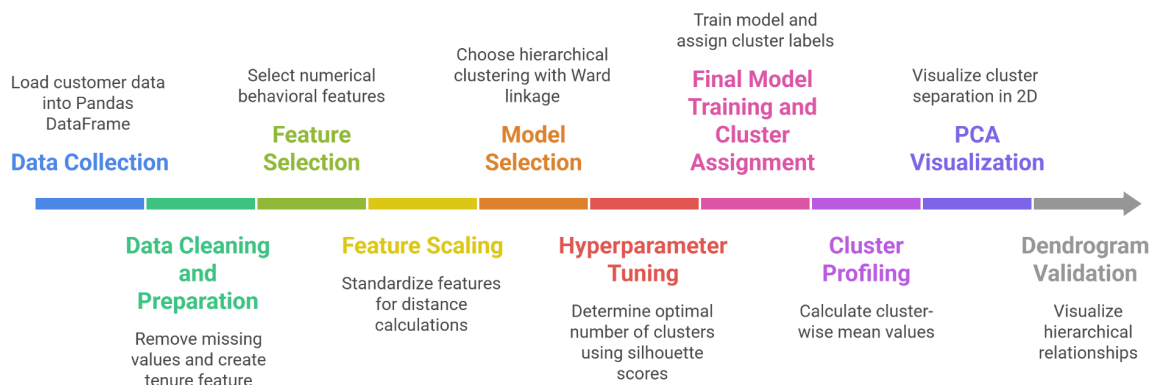 Load customer data
into Pandas
DataFrame
Data Collection
Data Cleaning
and
Preparation
Remove missing
values and create
tenure feature
Select numerical
behavioral features
Feature
Selection
Feature Scaling
Standardize features
for distance
calculations
Choose hierarchical
clustering with Ward
linkage
Model
Selection
Hyperparameter
Tuning
Determine optimal
number of clusters
using silhouette
scores
Train model and
assign cluster labels
Final Model
Training and
Cluster
Assignment
Cluster
Profiling
Calculate cluster-
wise mean values
Visualize cluster
separation in 2D
PCA
Visualization
Dendrogram
Validation
Visualize
hierarchical
relationships